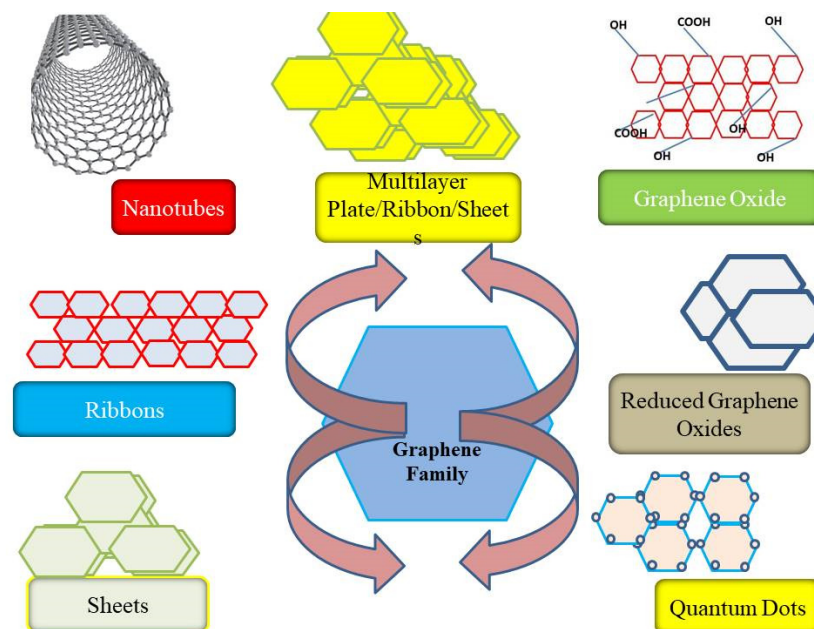 OH
COOH
OH
COOH
OH
OH
OH
Nanotubes
Multilayer
Plate/Ribbon/Sheet
s
Graphene Oxide
Ribbons
Graphene
Family
Reduced Graphene
Oxides
Sheets
Quantum Dots